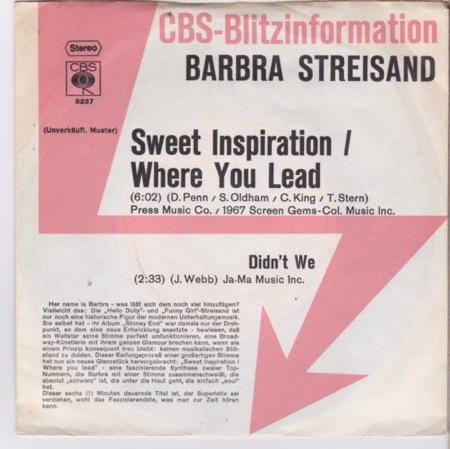 CBS-Blitzinformation
Stereo
BARBRA STREISAND
CBS
8237
(Unverkäufl. Muster)
Sweet Inspiration /
Where You Lead
(6:02) (D. Penn / S. Oldham / C. King / T. Stern)
Press Music Co. / 1967 Screen Gems-Col. Music Inc.
Didn't We
(2:33) (J. Webb) Ja-Ma Music Inc.
Her name is Barbra - was läßt sich dem noch viel hinzufügen?
Vielleicht das: Die „Hello Dolly"- und „Funny Girl"-Streisand ist
nur noch eine historische Figur der modernen Unterhaltungsmusik.
Sie selbst hat - ihr Album „Stoney End" war damals nur der Dreh-
punkt, an dem eine neue Entwicklung ansetzte - bewiesen, daß
ein Weltstar seine Stimme perfekt umfunktionieren, eine Broad-
way-Künstlerin mit ihrem ganzen Glamour brechen kann, wenn sie
einem Prinzip konsequent treu bleibt: keinen musikalischen Still-
stand zu dulden. Dieser Reifungsprozeß einer großartigen Stimme
hat nun ein neues Glanzstück hervorgebracht: „Sweet Inspiration /
Where you lead" - eine faszinierende Synthese zweier Top-
Nummern, die Barbra mit einer Stimme zusammenschweißt, die
absolut „schwarz" ist, die unter die Haut geht, die einfach „soul"
hat.
Dieser sechs (!) Minuten dauernde Titel ist, der Superlativ sei
verziehen, wohl das Faszinierendste, was man zur Zeit hören
kann.